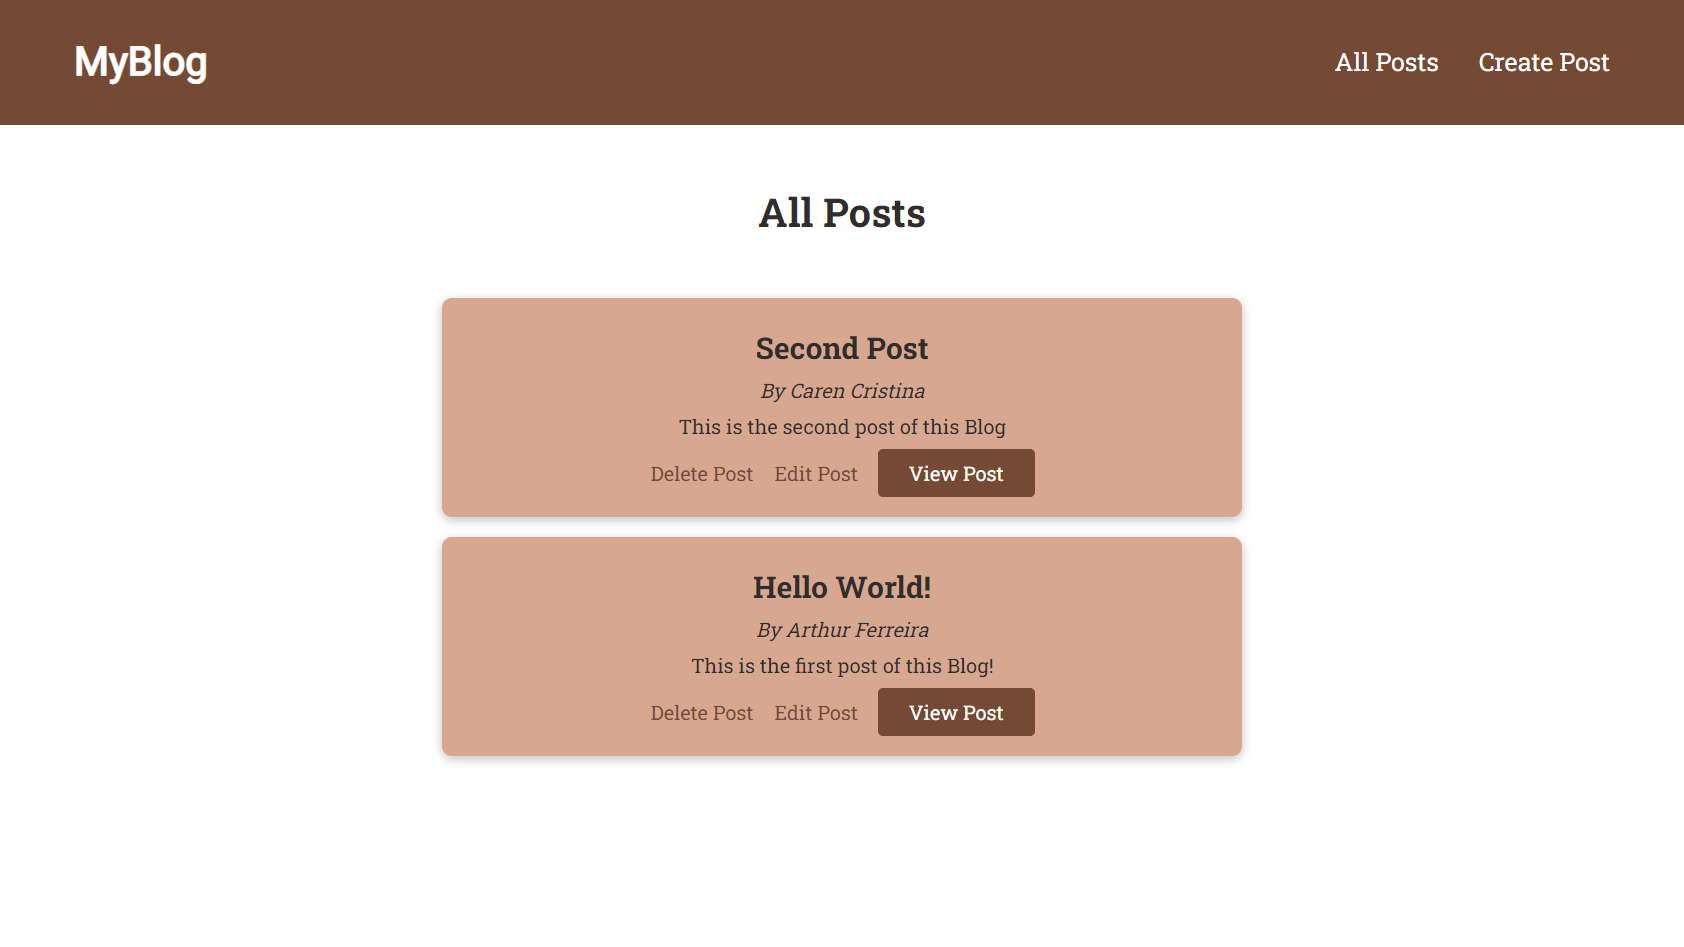 MyBlog
All Posts Create Post
All Posts
Second Post
By Caren Cristina
This is the second post of this Blog
Delete Post Edit Post View Post
Hello World!
By Arthur Ferreira
This is the first post of this Blog!
Delete Post Edit Post View Post